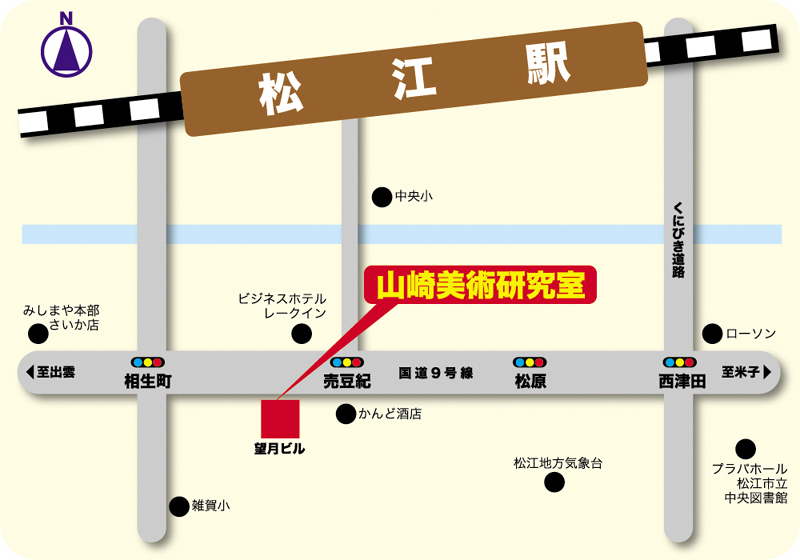 N
松江駅
中央小
くにびき道路
山崎美術研究室
ビジネスホテル
レークイン
みしまや本部
さいか店
ローソン
至出雲
相生町
売豆紀
国道9号線
松原
西津田
至米子
かんど酒店
望月ビル
松江地方気象台
プラバホール
松江市立
中央図書館
雑賀小